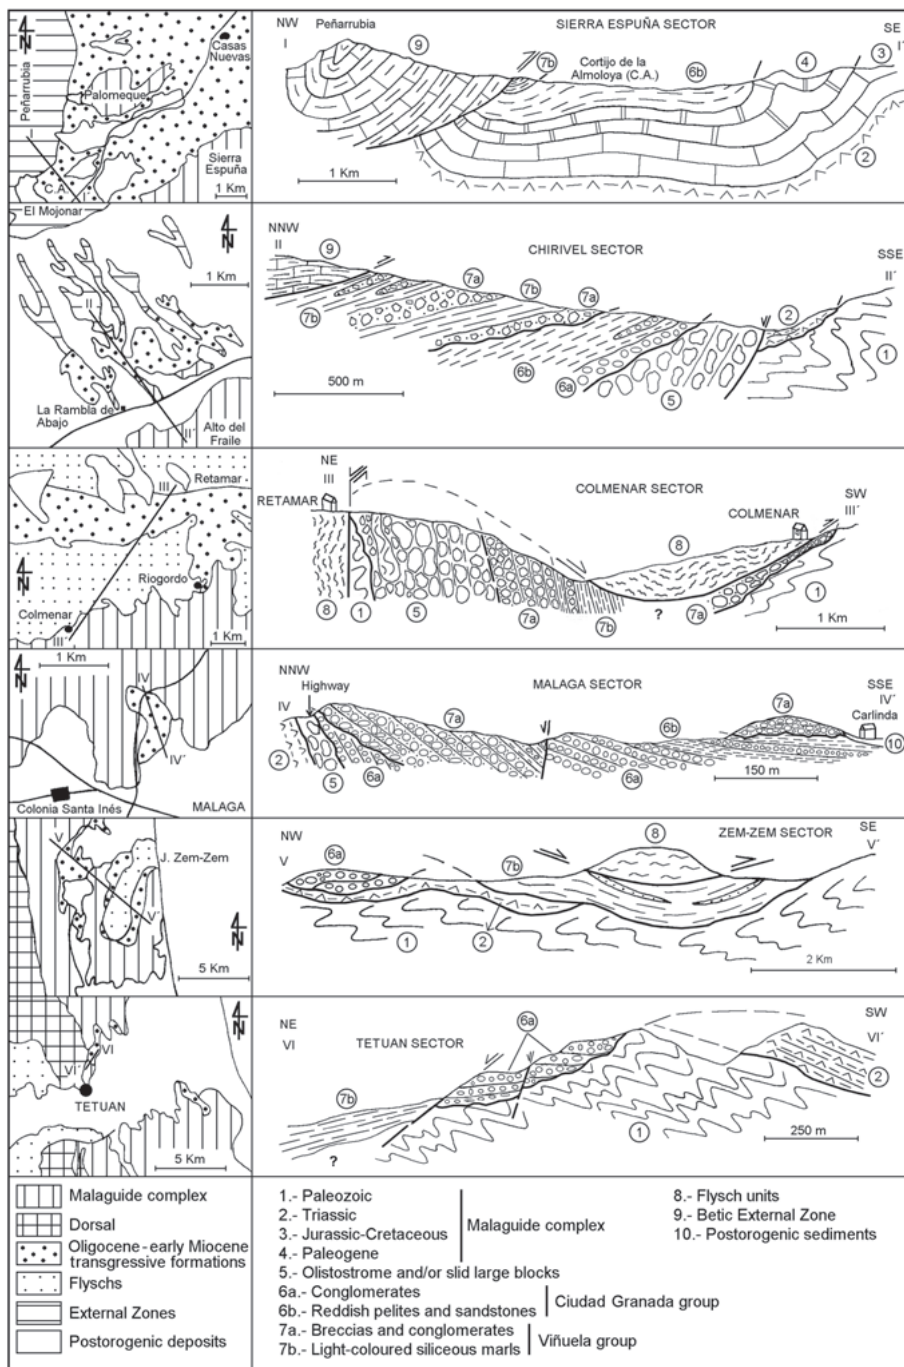 4
N
Casas
Nuevas
Peñarrubia
Palomeque
I
C.A.
I´
Sierra
Espuña
1 Km
NW
I
Peñarrubia
SIERRA ESPUÑA SECTOR
SE
I´
9
7b
Cortijo de la
Almoloya (C.A.)
6b
4
3
2
1 Km
El Mojonar
N
1 Km
II
La Rambla de
Abajo
II´
Alto del
Fraile
NNW
II
CHIRIVEL SECTOR
SSE
II´
9
7a
7b
7a
2
7b
6b
6a
5
1
500 m
III
Retamar
N
Riogordo
Colmenar
III´
1 Km
NE
III
RETAMAR
COLMENAR SECTOR
COLMENAR
SW
III´
8
8
1
5
7a
7b
?
7a
1
1 Km
N
1 Km
IV
IV´
Colonia Santa Inés
MALAGA
NNW
Highway
IV
MALAGA SECTOR
SSE
IV´
Carlinda
7a
6b
7a
10
2
5
6a
6a
150 m
V
J. Zem-Zem
V´
N
5 Km
NW
V
ZEM-ZEM SECTOR
SE
V´
6a
7b
8
1
2
2 Km
N
VI
VI´
TETUAN
5 Km
NE
VI
TETUAN SECTOR
SW
VI´
6a
7b
2
1
?
250 m
Malaguide complex
Dorsal
Oligocene - early Miocene
transgressive formations
Flyschs
External Zones
Postorogenic deposits
1.- Paleozoic
2.- Triassic
3.- Jurassic-Cretaceous
4.- Paleogene
Malaguide complex
5.- Olistostrome and/or slid large blocks
6a.- Conglomerates
6b.- Reddish pelites and sandstones
Ciudad Granada group
7a.- Breccias and conglomerates
7b.- Light-coloured siliceous marls
Viñuela group
8.- Flysch units
9.- Betic External Zone
10.- Postorogenic sediments